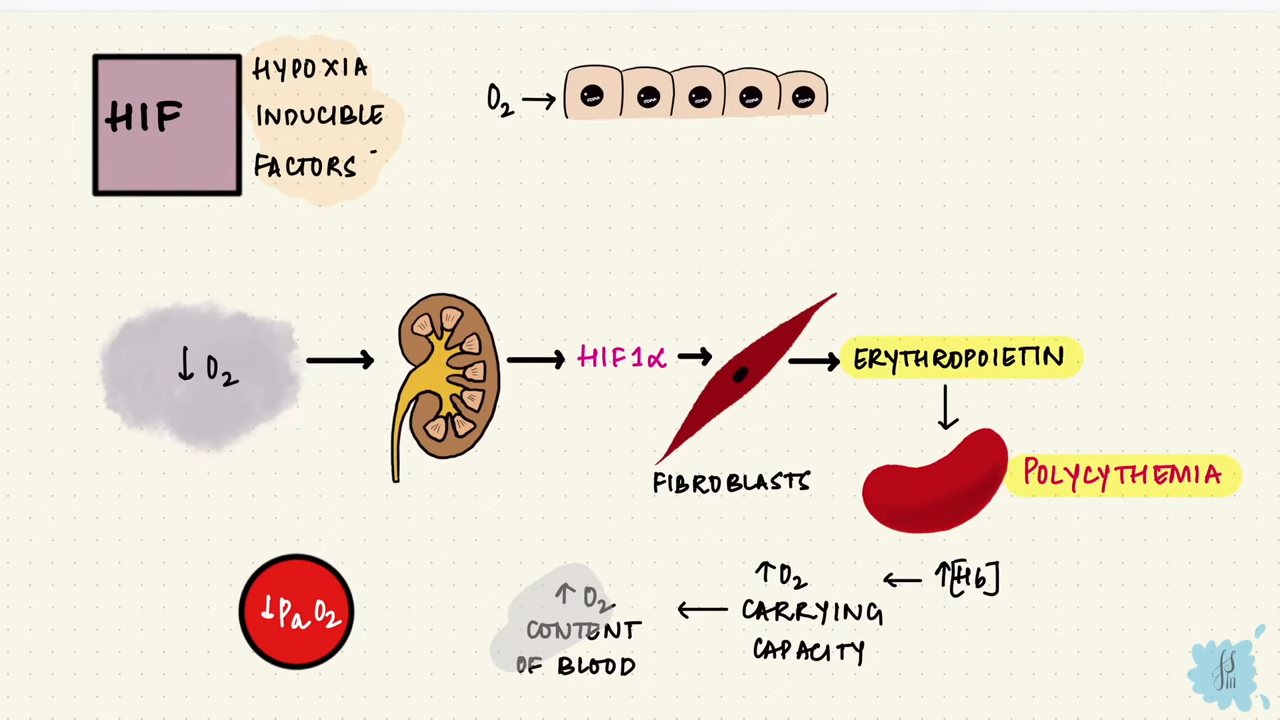 HIF
HYPOXIA
INDUCIBLE
FACTORS
O₂ →
↓ O₂
HIF1α
ERYTHROPOIETIN
FIBROBLASTS
POLYCYTHEMIA
↑[Hb]
↑O₂
CARRYING
CAPACITY
↑ O₂
CONTENT
OF BLOOD
↓PaO₂